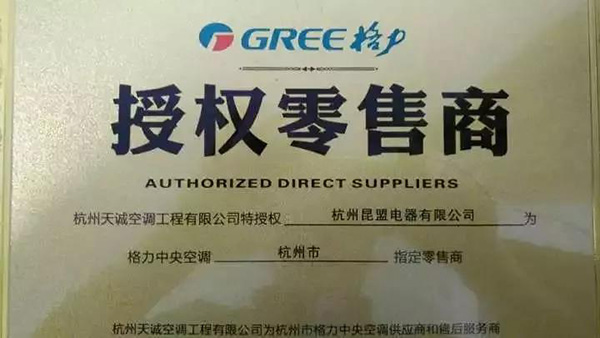 GREE格力
授权零售商
AUTHORIZED DIRECT SUPPLIERS
杭州天诚空调工程有限公司特授权 杭州昆盟电器有限公司 为
格力中央空调 杭州市 指定零售商
杭州天诚空调工程有限公司为杭州市格力中央空调供应商和售后服务商